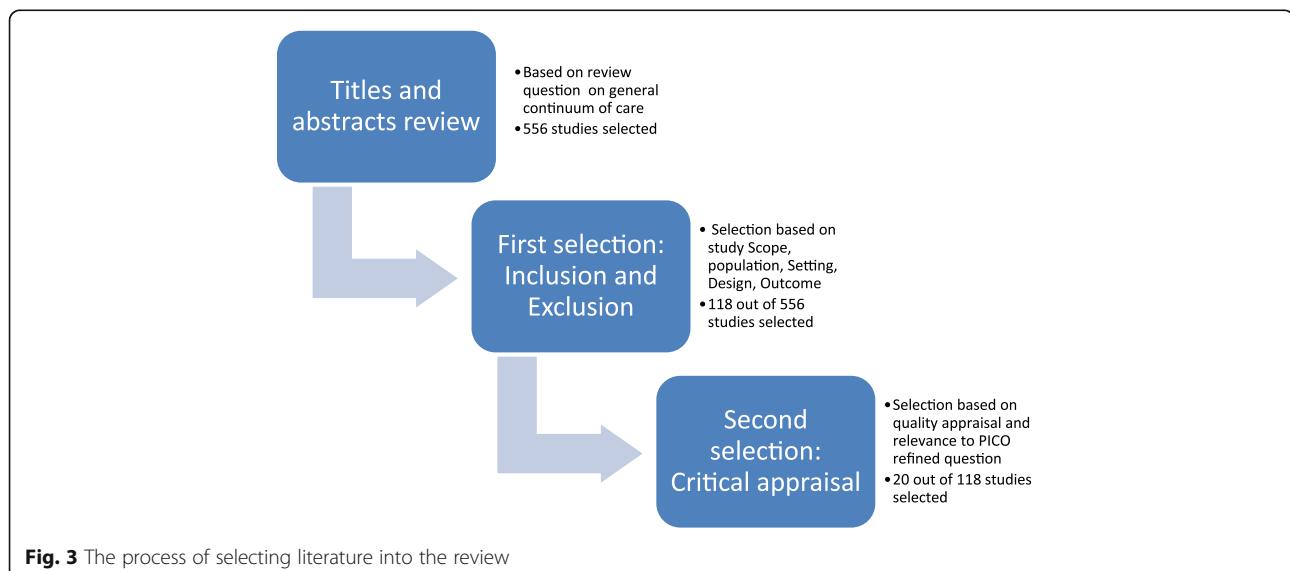 Titles and
abstracts review
•Based on review
question on general
continuum of care
•556 studies selected
First selection:
Inclusion and
Exclusion
• Selection based on
study Scope,
population, Setting,
Design, Outcome
•118 out of 556
studies selected
Second
selection:
Critical appraisal
•Selection based on
quality appraisal and
relevance to PICO
refined question
•20 out of 118 studies
selected
Fig. 3 The process of selecting literature into the review